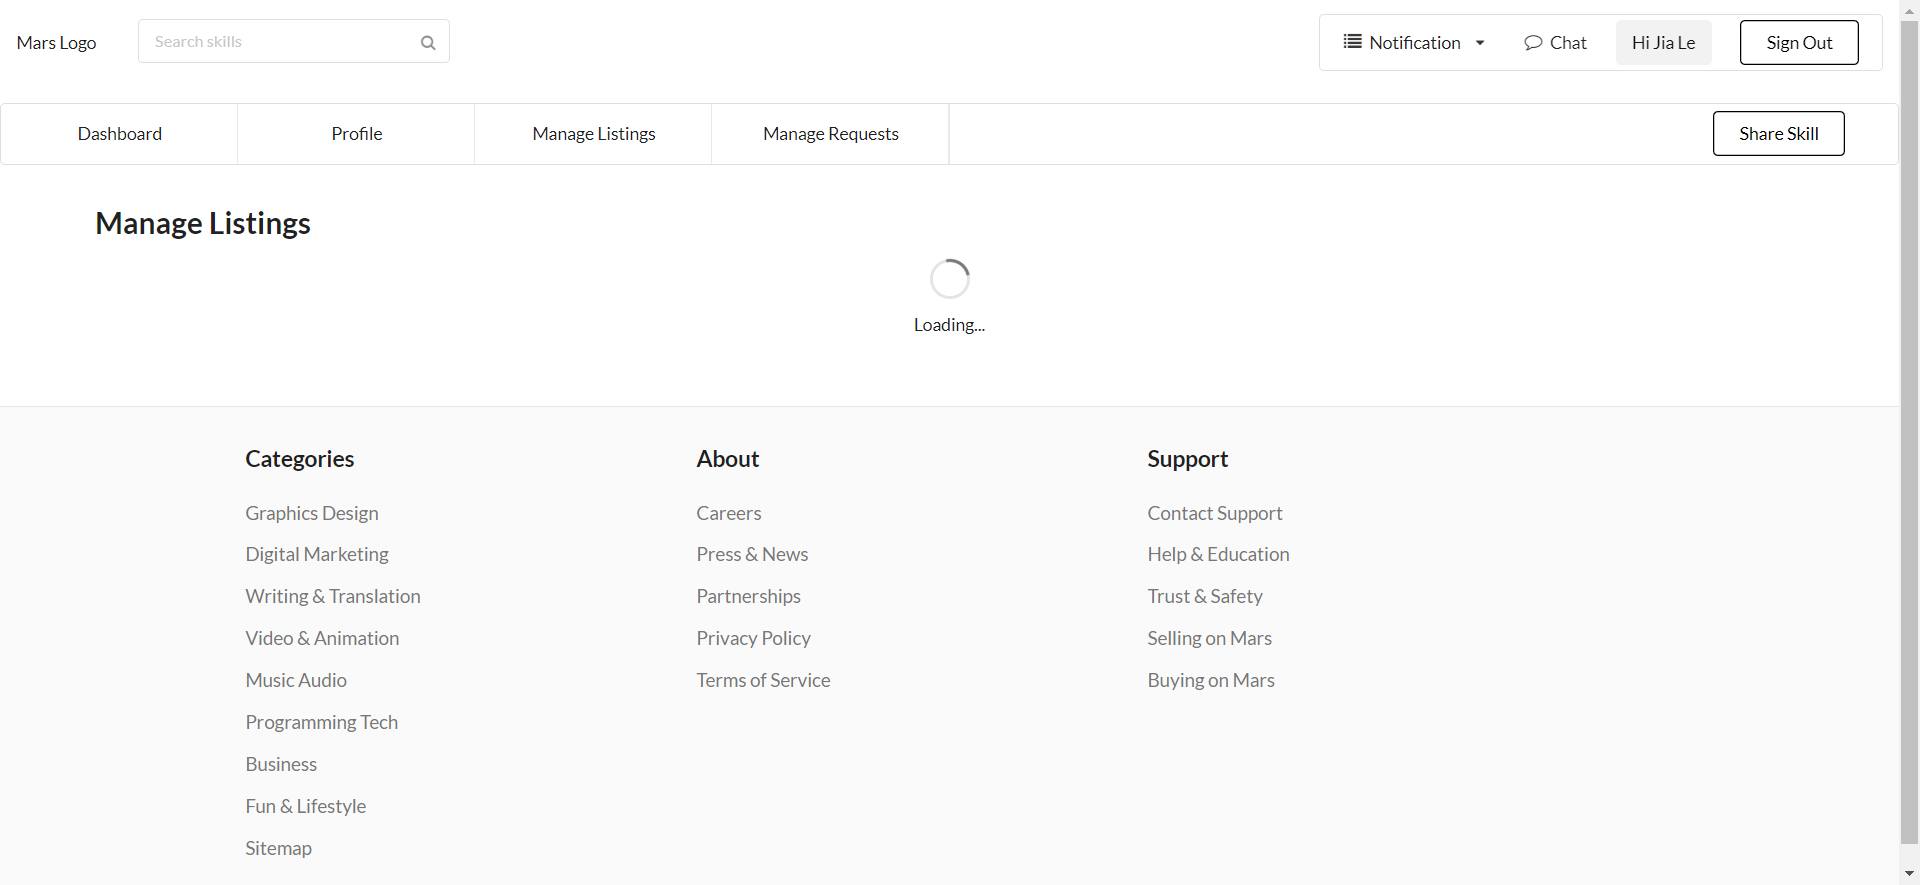 Mars Logo
Search skills
Notification
Chat
Hi Jia Le
Sign Out
Dashboard
Profile
Manage Listings
Manage Requests
Share Skill
Manage Listings
Loading...
Categories
Graphics Design
Digital Marketing
Writing & Translation
Video & Animation
Music Audio
Programming Tech
Business
Fun & Lifestyle
Sitemap
About
Careers
Press & News
Partnerships
Privacy Policy
Terms of Service
Support
Contact Support
Help & Education
Trust & Safety
Selling on Mars
Buying on Mars